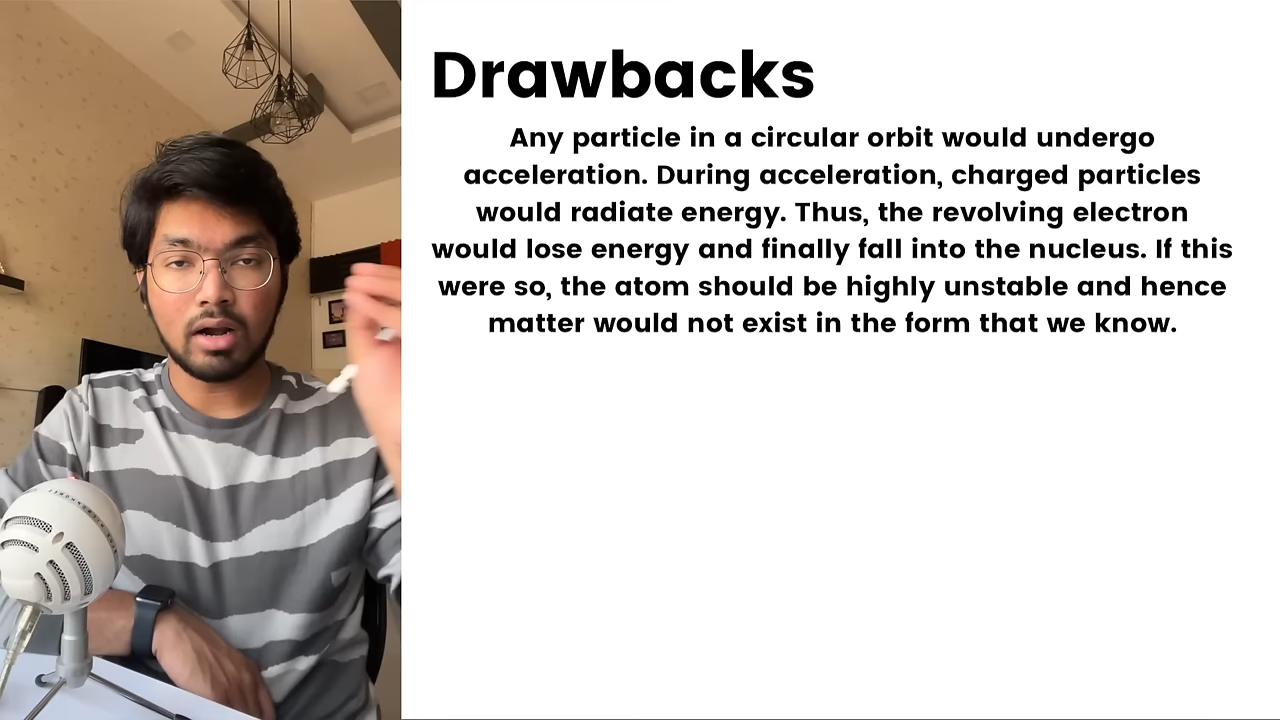 Drawbacks
Any particle in a circular orbit would undergo
acceleration. During acceleration, charged particles
would radiate energy. Thus, the revolving electron
would lose energy and finally fall into the nucleus. If this
were so, the atom should be highly unstable and hence
matter would not exist in the form that we know.